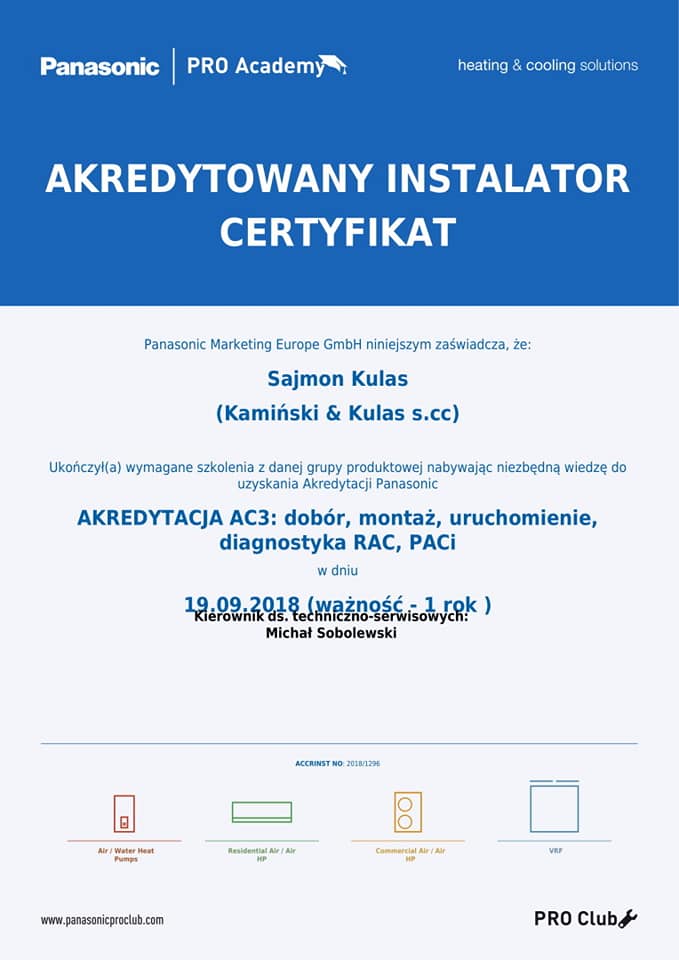 Panasonic PRO Academy heating & cooling solutions
AKREDYTOWANY INSTALATOR
CERTYFIKAT
Panasonic Marketing Europe GmbH niniejszym zaświadcza, że:
Sajmon Kulas
(Kamiński & Kulas s.cc)
Ukończył(a) wymagane szkolenia z danej grupy produktowej nabywając niezbędną wiedzę do
uzyskania Akredytacji Panasonic
AKREDYTACJA AC3: dobór, montaż, uruchomienie,
diagnostyka RAC, PACi
w dniu
19.09.2018 (ważność - 1 rok )
Kierownik ds. techniczno-serwisowych:
Michał Sobolewski
ACCRINST NO: 2018/1296
Air / Water Heat Residential Air / Air Commercial Air / Air VRF
Pumps HP HP
www.panasonicproclub.com PRO Club